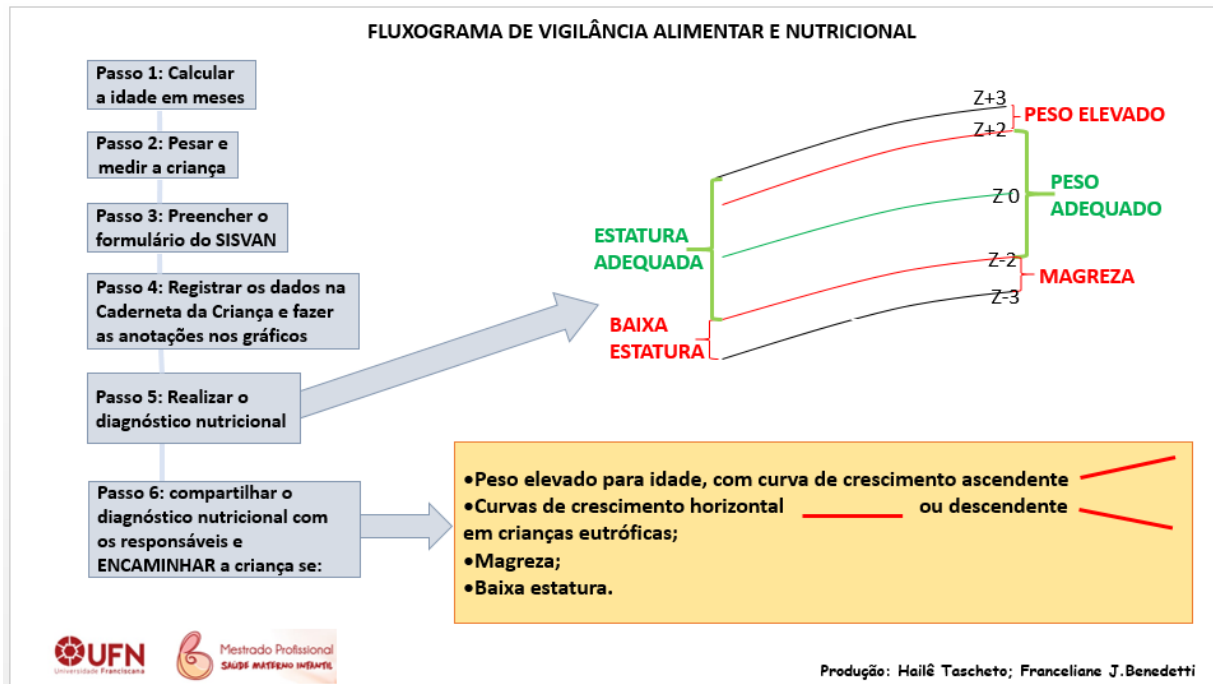 FLUXOGRAMA DE VIGILÂNCIA ALIMENTAR E NUTRICIONAL
Passo 1: Calcular
a idade em meses
Passo 2: Pesar e
medir a criança
Passo 3: Preencher o
formulário do SISVAN
Passo 4: Registrar os dados na
Caderneta da Criança e fazer
as anotações nos gráficos
Passo 5: Realizar o
diagnóstico nutricional
Passo 6: compartilhar o
diagnóstico nutricional com
os responsáveis e
ENCAMINHAR a criança se:
Z+3
PESO ELEVADO
Z+2
PESO
ADEQUADO
Z 0
ESTATURA
ADEQUADA
Z-2
MAGREZA
Z-3
BAIXA
ESTATURA
•Peso elevado para idade, com curva de crescimento ascendente
•Curvas de crescimento horizontal ou descendente
em crianças eutróficas;
•Magreza;
•Baixa estatura.
UFN
Universidade Franciscana
Mestrado Profissional
SAÚDE MATERNO INFANTIL
Produção: Hailê Tascheto; Franceliane J.Benedetti